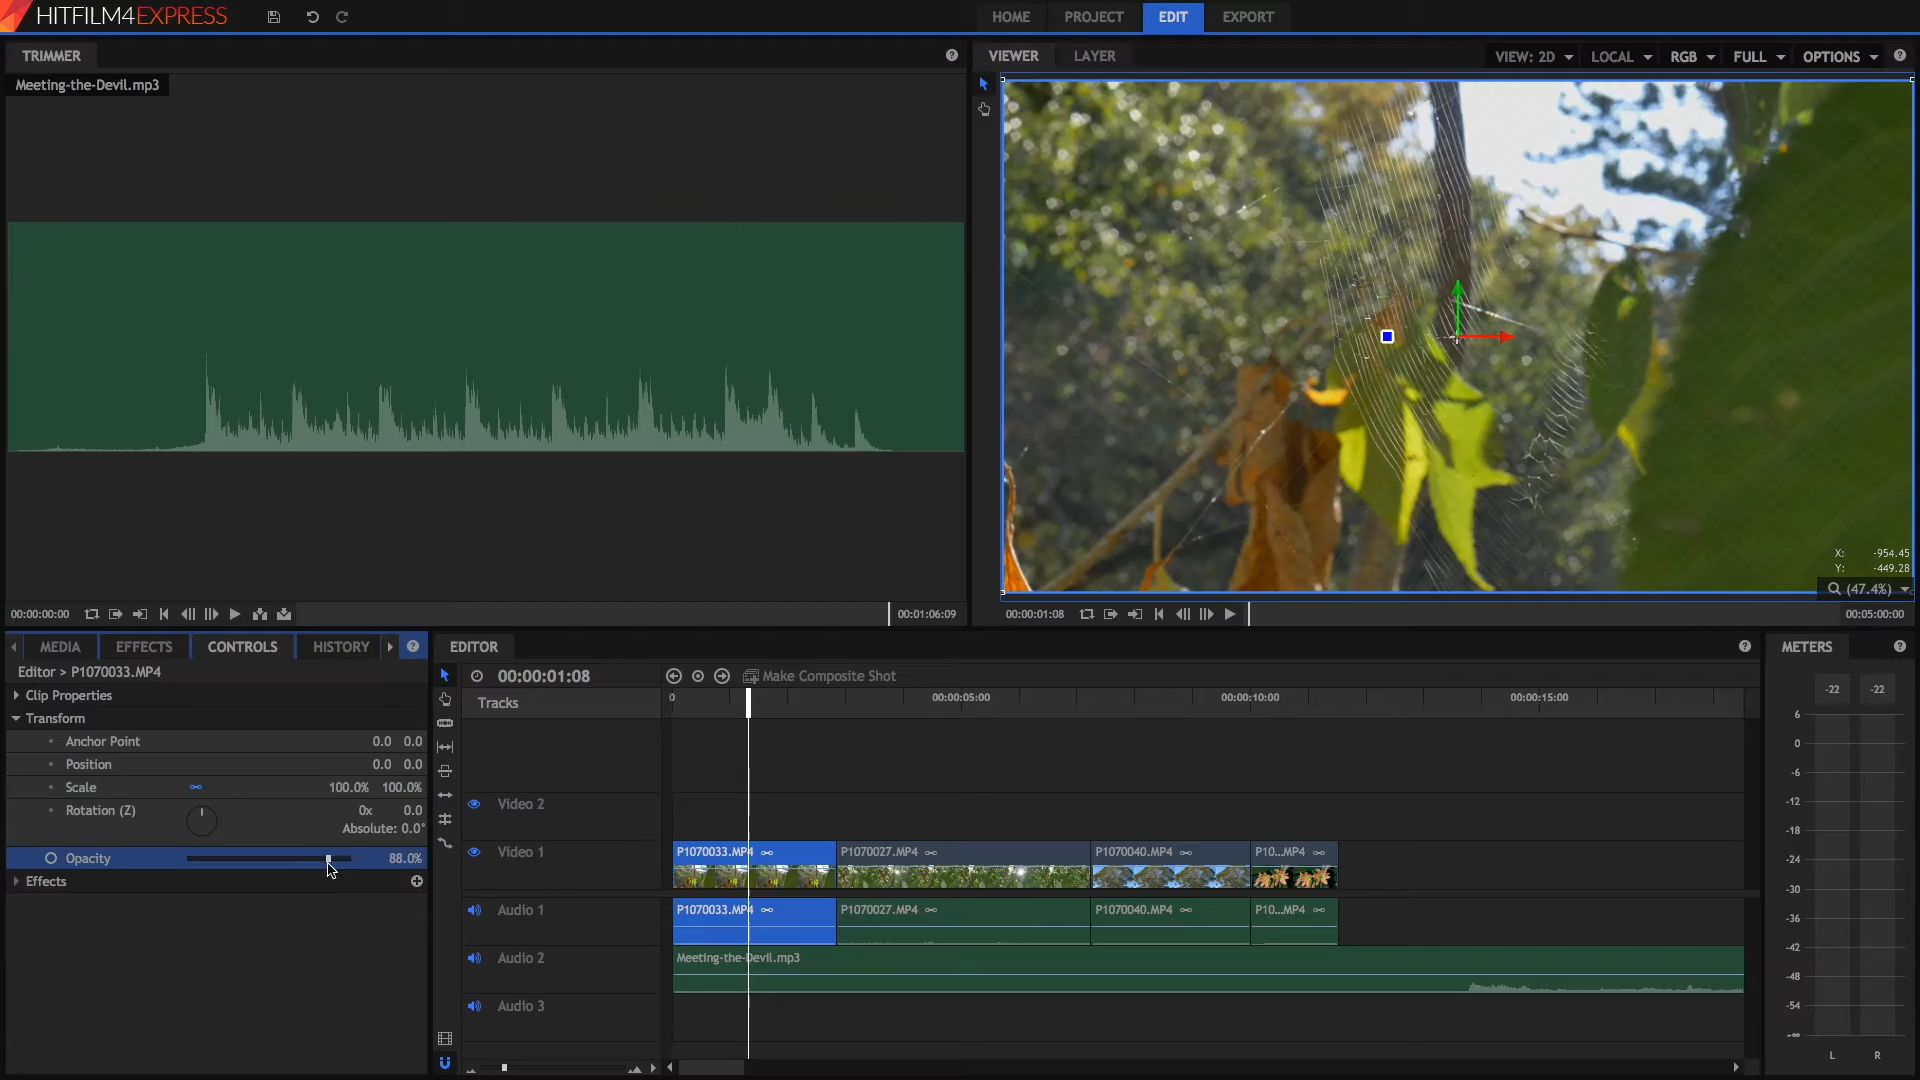 HITFILM4EXPRESS
HOME PROJECT EDIT EXPORT
TRIMMER
Meeting-the-Devil.mp3
00:00:00:00
00:01:06:09
VIEWER LAYER
VIEW: 2D LOCAL RGB FULL OPTIONS
X: -954.45
Y: -449.28
(47.4%)
00:00:01:08
00:05:00:00
MEDIA EFFECTS CONTROLS HISTORY
Editor > P1070033.MP4
Clip Properties
Transform
Anchor Point 0.0 0.0
Position 0.0 0.0
Scale 100.0% 100.0%
Rotation (Z) 0x 0.0
Absolute: 0.0°
Opacity 88.0%
Effects
EDITOR
00:00:01:08 Make Composite Shot
Tracks
0 00:00:05:00 00:00:10:00 00:00:15:00
Video 2
Video 1
P1070033.MP4 P1070027.MP4 P1070040.MP4 P10...MP4
Audio 1
P1070033.MP4 P1070027.MP4 P1070040.MP4 P10...MP4
Audio 2
Meeting-the-Devil.mp3
Audio 3
METERS
-22 -22
6
0
-6
-12
-18
-24
-30
-36
-42
-48
-54
-∞
L R